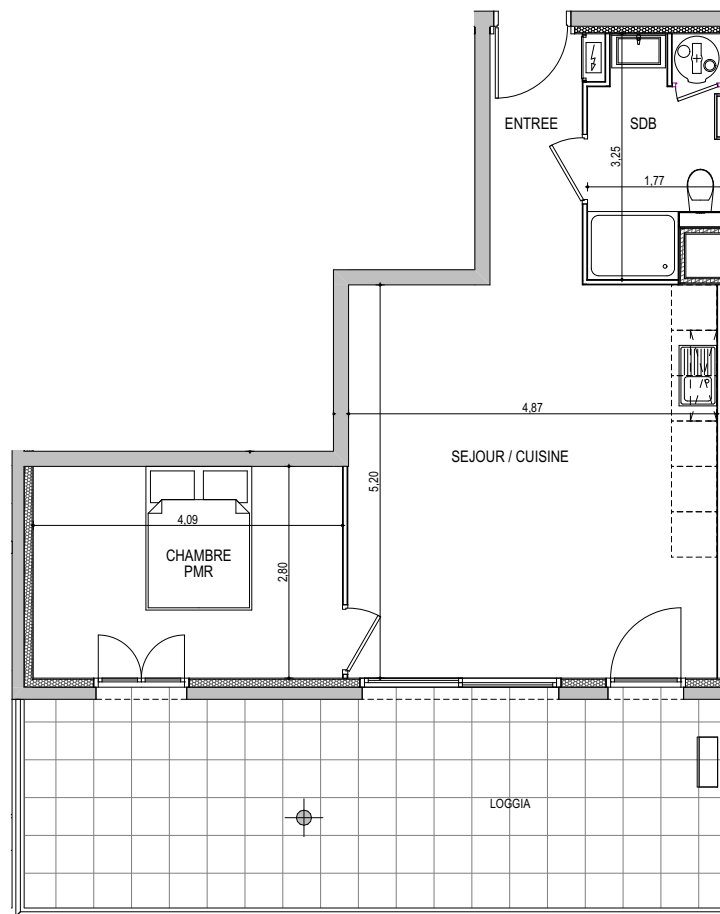 ENTREE
SDB
3,25
1,77
4,87
SEJOUR / CUISINE
5,20
4,09
CHAMBRE
PMR
2,80
LOGGIA